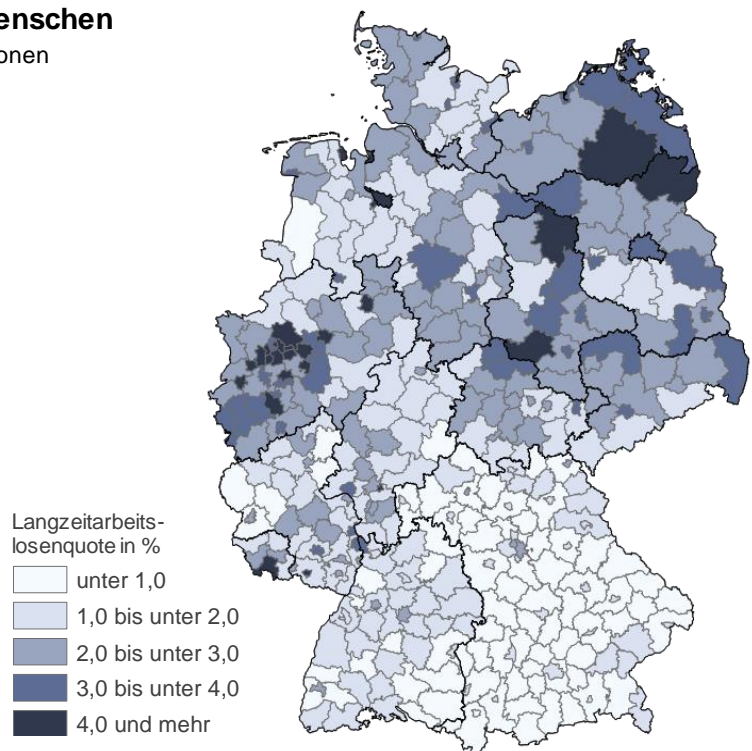 enschen
onen
Langzeitarbeits-
losenquote in %
unter 1,0
1,0 bis unter 2,0
2,0 bis unter 3,0
3,0 bis unter 4,0
4,0 und mehr